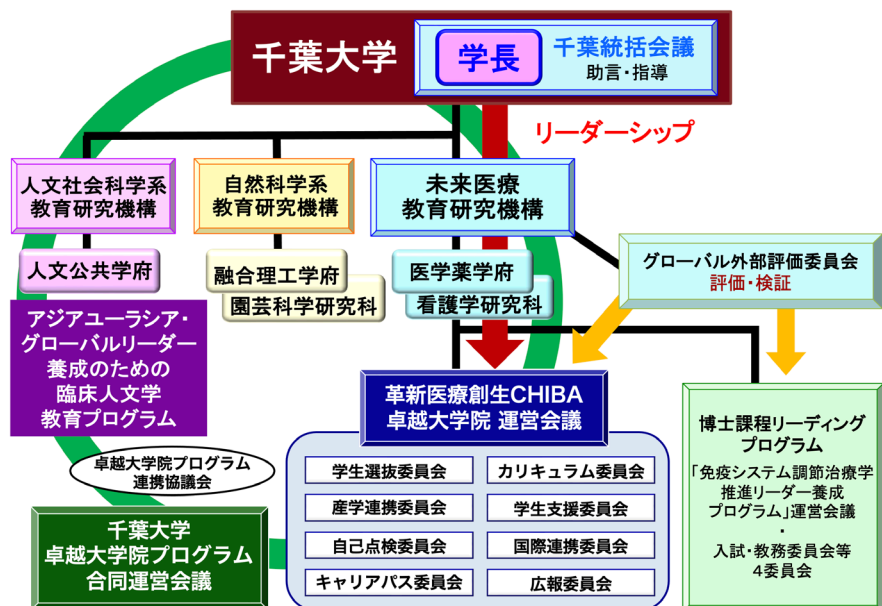 千葉大学
学長
千葉統括会議
助言・指導
リーダーシップ
人文社会科学系
教育研究機構
自然科学系
教育研究機構
未来医療
教育研究機構
人文公共学府
融合理工学府
園芸科学研究科
医学薬学府
看護学研究科
グローバル外部評価委員会
評価・検証
アジアユーラシア・
グローバルリーダー
養成のための
臨床人文学
教育プログラム
革新医療創生CHIBA
卓越大学院 運営会議
学生選抜委員会
カリキュラム委員会
産学連携委員会
学生支援委員会
自己点検委員会
国際連携委員会
キャリアパス委員会
広報委員会
博士課程リーディング
プログラム
「免疫システム調節治療学
推進リーダー養成
プログラム」運営会議
・
入試・教務委員会等
4委員会
卓越大学院プログラム
連携協議会
千葉大学
卓越大学院プログラム
合同運営会議